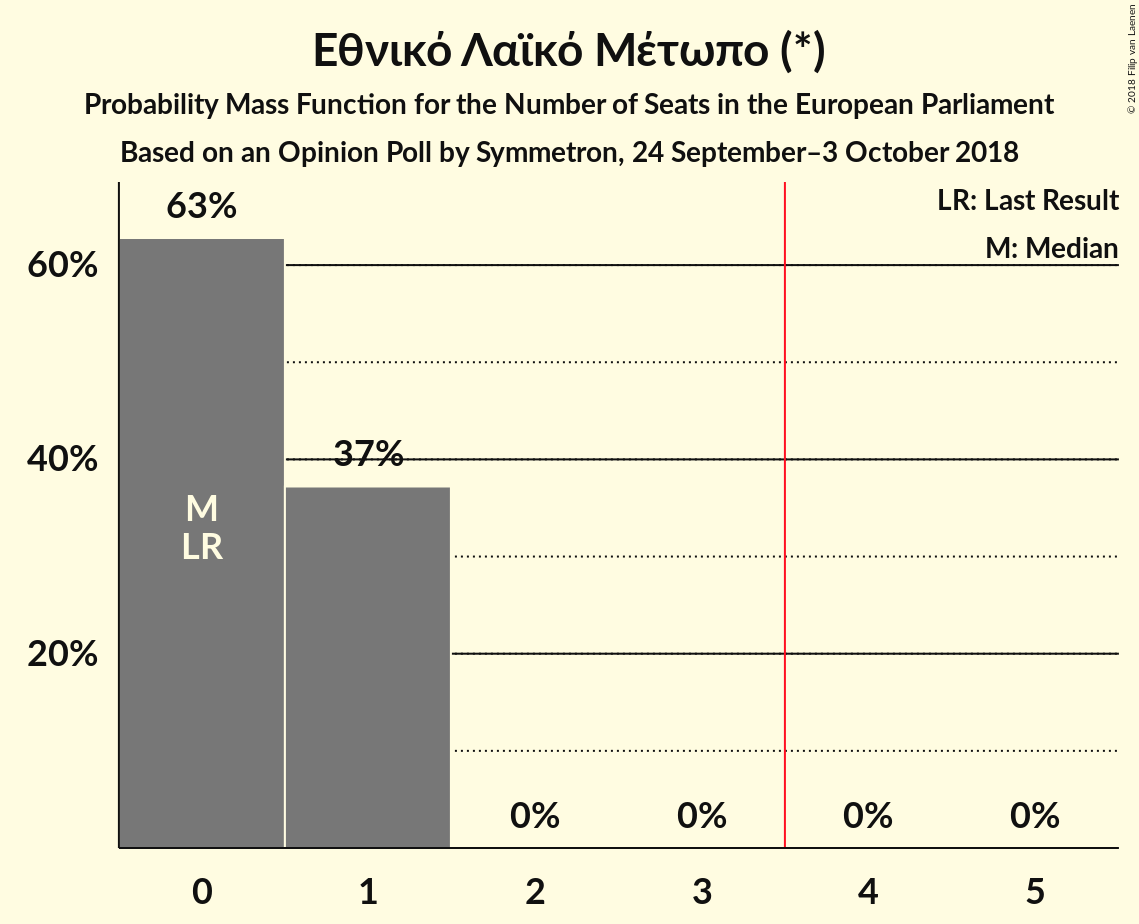 Εθνικό Λαϊκό Μέτωπο (*)
Probability Mass Function for the Number of Seats in the European Parliament
Based on an Opinion Poll by Symmetron, 24 September–3 October 2018
© 2018 Filip van Laenen
LR: Last Result
M: Median
63%
60%
37%
40%
M
LR
20%
0% 0% 0% 0%
0 1 2 3 4 5